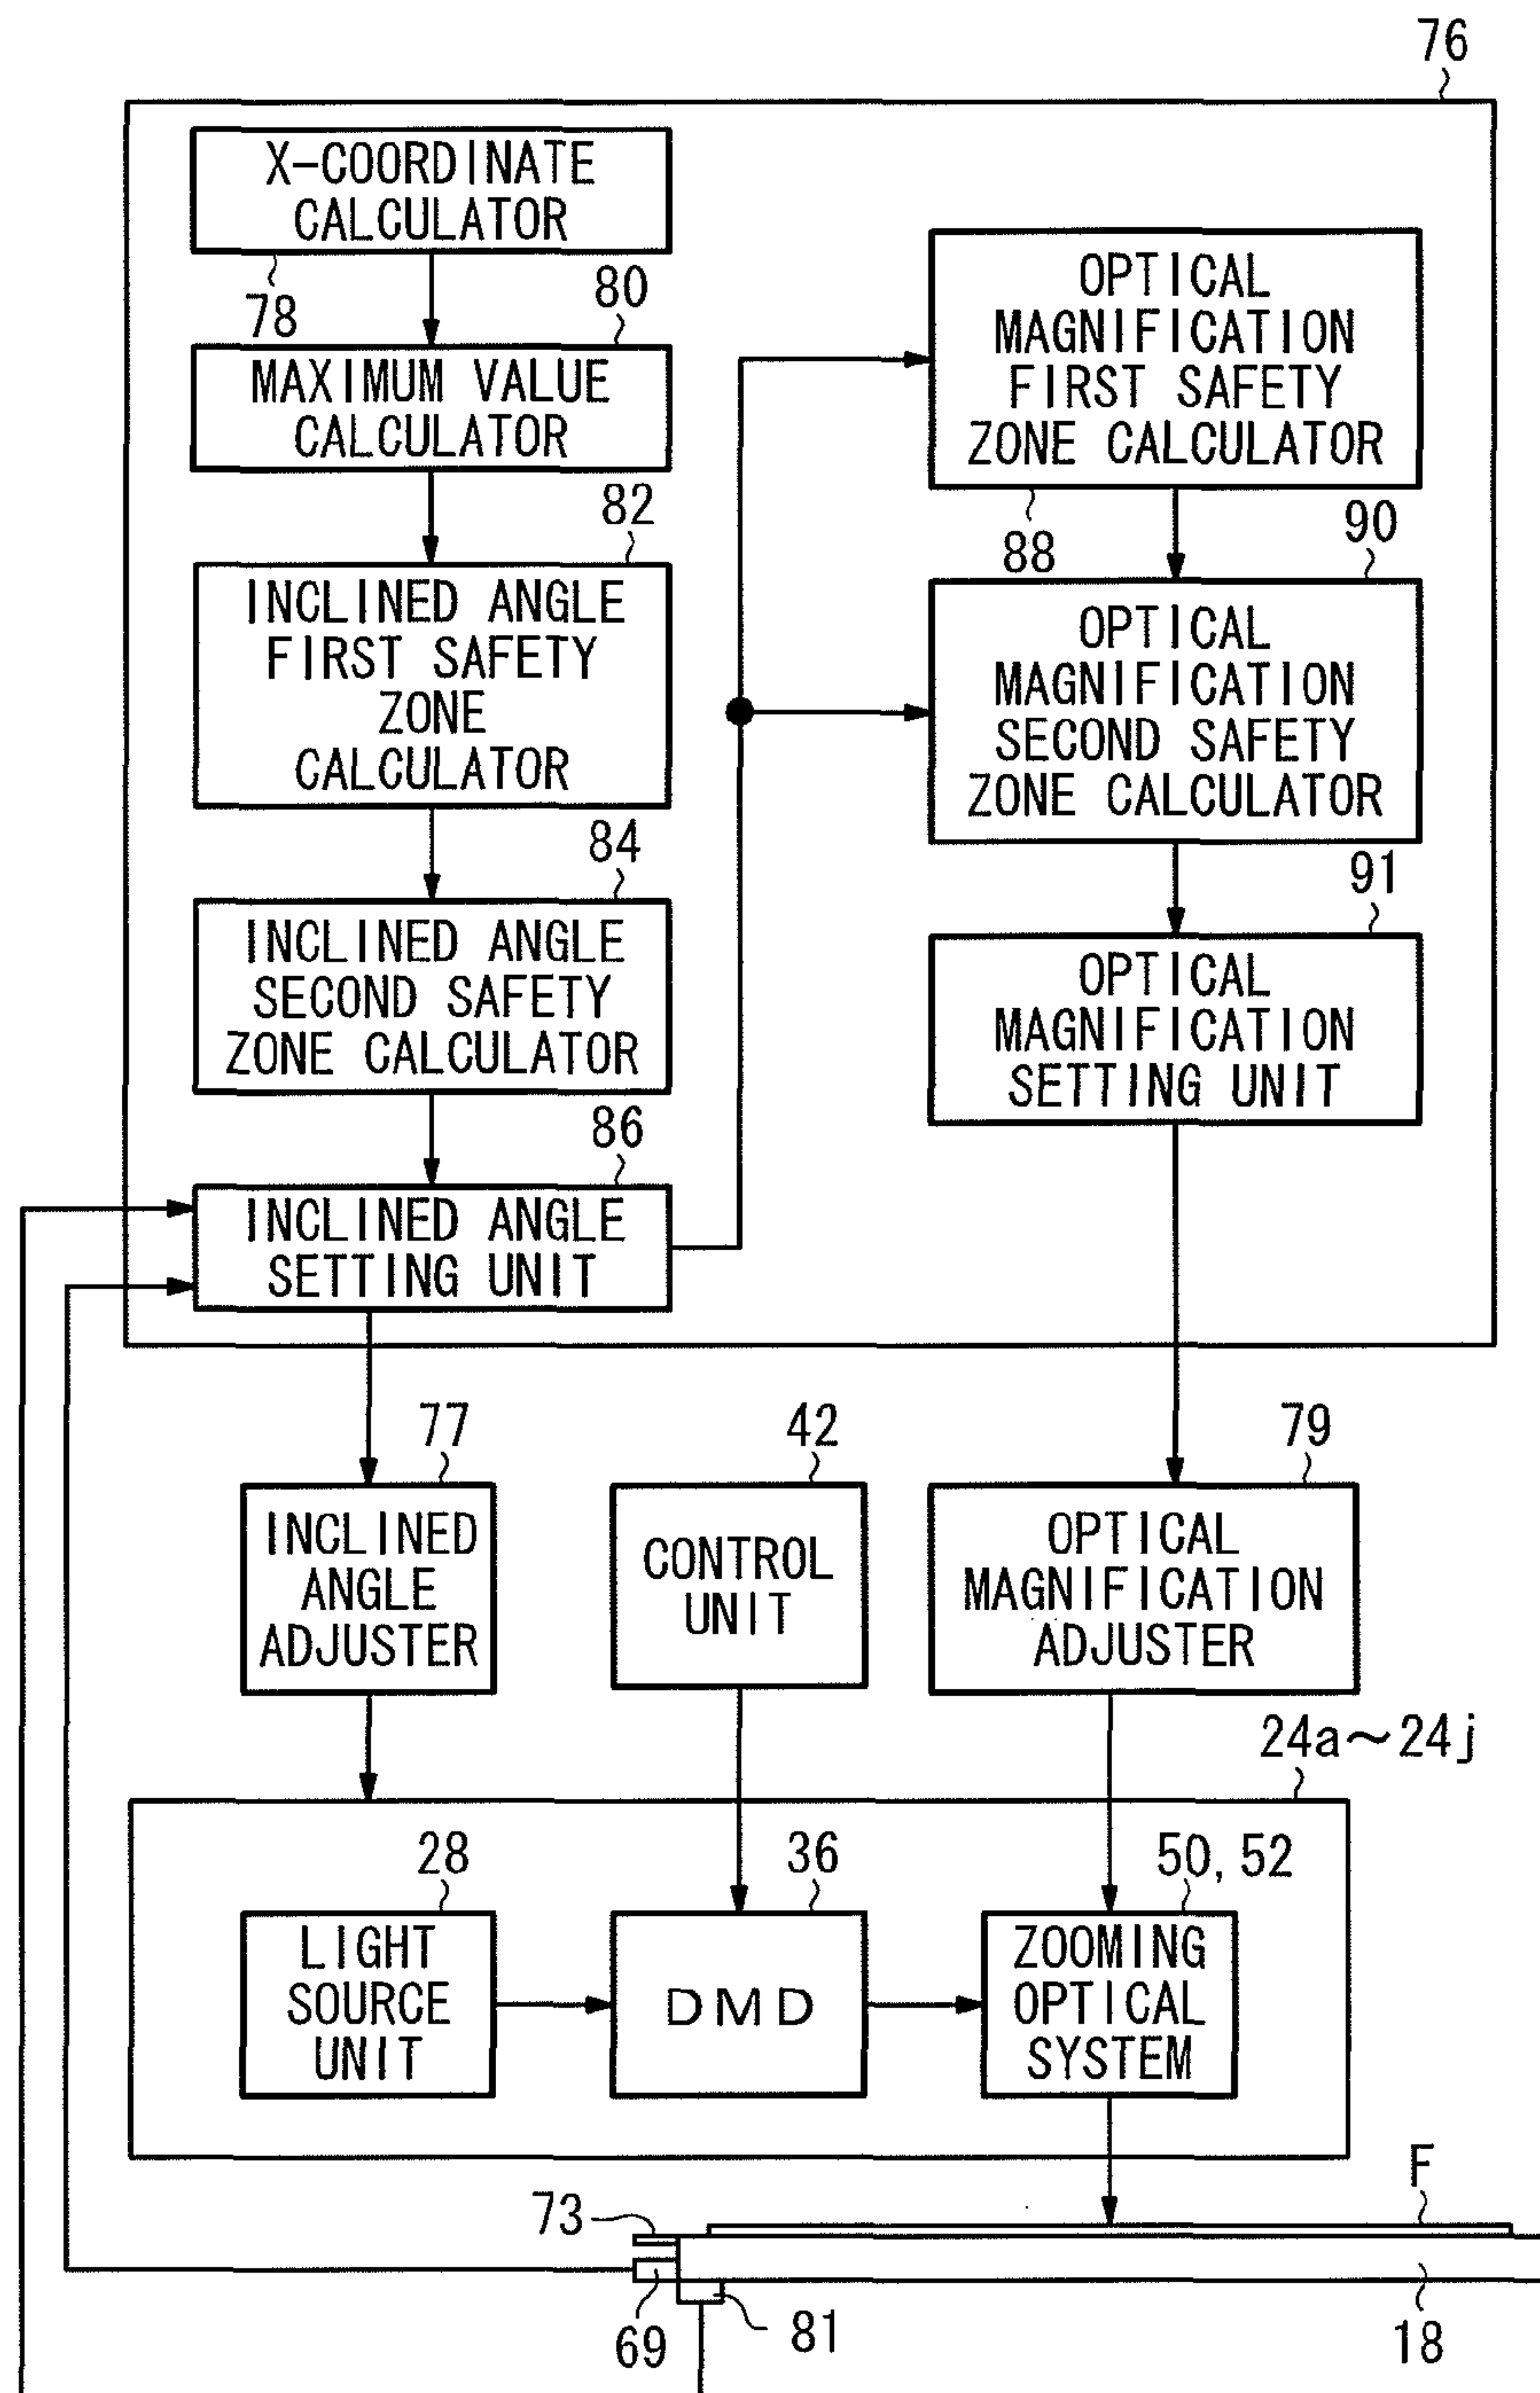 76
X-COORDINATE
CALCULATOR
78
80
MAXIMUM VALUE
CALCULATOR
82
INCLINED ANGLE
FIRST SAFETY
ZONE
CALCULATOR
84
INCLINED ANGLE
SECOND SAFETY
ZONE CALCULATOR
86
INCLINED ANGLE
SETTING UNIT
OPTICAL
MAGNIFICATION
FIRST SAFETY
ZONE CALCULATOR
88
90
OPTICAL
MAGNIFICATION
SECOND SAFETY
ZONE CALCULATOR
91
OPTICAL
MAGNIFICATION
SETTING UNIT
77
INCLINED
ANGLE
ADJUSTER
42
CONTROL
UNIT
79
OPTICAL
MAGNIFICATION
ADJUSTER
24a～24j
28
LIGHT
SOURCE
UNIT
36
DMD
50, 52
ZOOMING
OPTICAL
SYSTEM
F
73
69
81
18